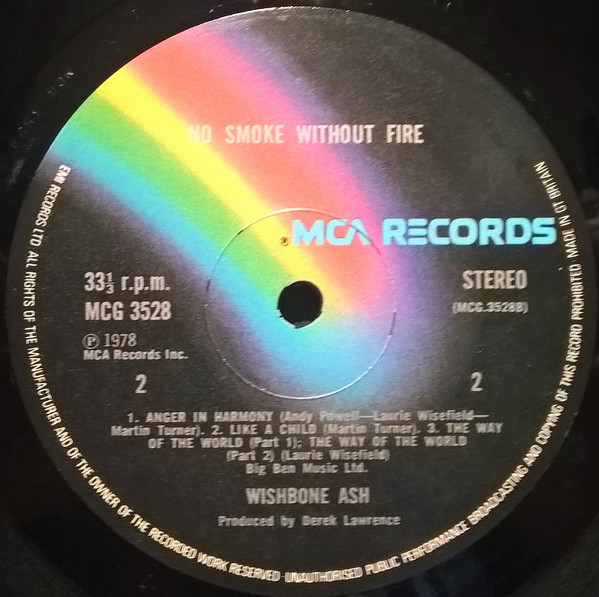 NO SMOKE WITHOUT FIRE
®MCA RECORDS
33⅓ r.p.m.
MCG 3528
STEREO
(MCG.3528B)
Ⓟ 1978
MCA Records Inc.
2
2
1. ANGER IN HARMONY (Andy Powell—Laurie Wisefield—
Martin Turner). 2. LIKE A CHILD (Martin Turner). 3. THE WAY
OF THE WORLD (Part 1); THE WAY OF THE WORLD
(Part 2) (Laurie Wisefield)
Big Ben Music Ltd.
WISHBONE ASH
Produced by Derek Lawrence
EMI RECORDS LTD ALL RIGHTS OF THE MANUFACTURER AND OF THE OWNER OF THE RECORDED WORK RESERVED·UNAUTHORISED PUBLIC PERFORMANCE BROADCASTING AND COPYING OF THIS RECORD PROHIBITED MADE IN GT BRITAIN